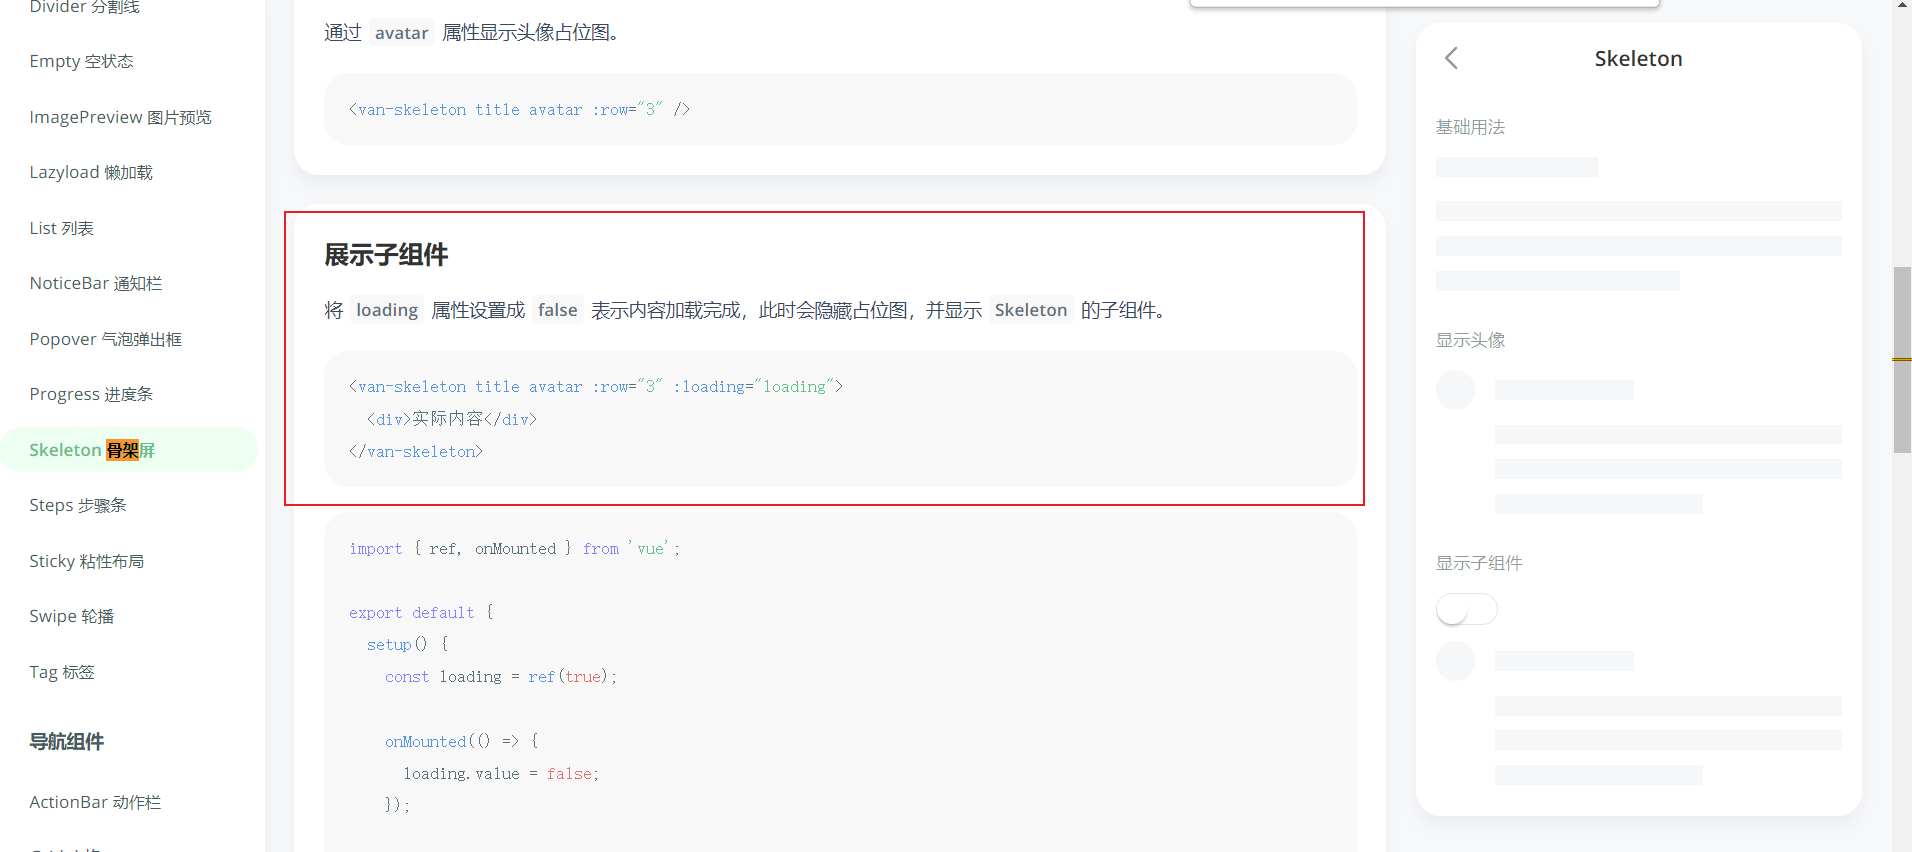 Divider 分割线
Empty 空状态
ImagePreview 图片预览
Lazyload 懒加载
List 列表
NoticeBar 通知栏
Popover 气泡弹出框
Progress 进度条
Skeleton 骨架屏
Steps 步骤条
Sticky 粘性布局
Swipe 轮播
Tag 标签
导航组件
ActionBar 动作栏
通过 avatar 属性显示头像占位图。
<van-skeleton title avatar :row="3" />
展示子组件
将 loading 属性设置成 false 表示内容加载完成，此时会隐藏占位图，并显示 Skeleton 的子组件。
<van-skeleton title avatar :row="3" :loading="loading">
  <div>实际内容</div>
</van-skeleton>
import { ref, onMounted } from 'vue';
export default {
  setup() {
    const loading = ref(true);
    onMounted(() => {
      loading.value = false;
    });
Skeleton
基础用法
显示头像
显示子组件